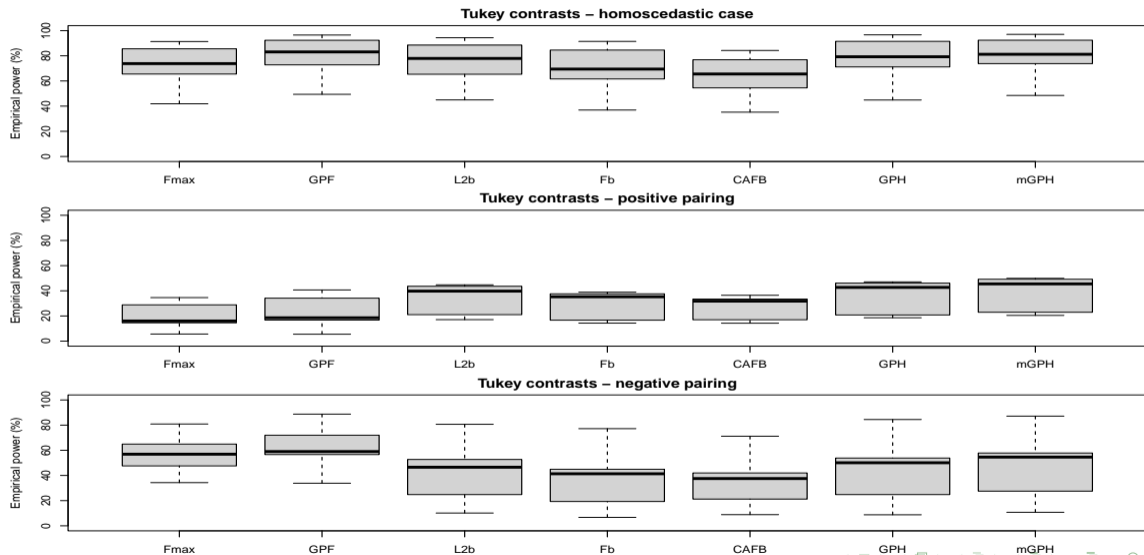 Tukey contrasts – homoscedastic case
Empirical power (%)
100
80
60
40
20
0
Fmax GPF L2b Fb CAFB GPH mGPH
Tukey contrasts – positive pairing
Empirical power (%)
100
80
60
40
20
0
Fmax GPF L2b Fb CAFB GPH mGPH
Tukey contrasts – negative pairing
Empirical power (%)
100
80
60
40
20
0
Fmax GPF L2b Fb CAFB GPH mGPH